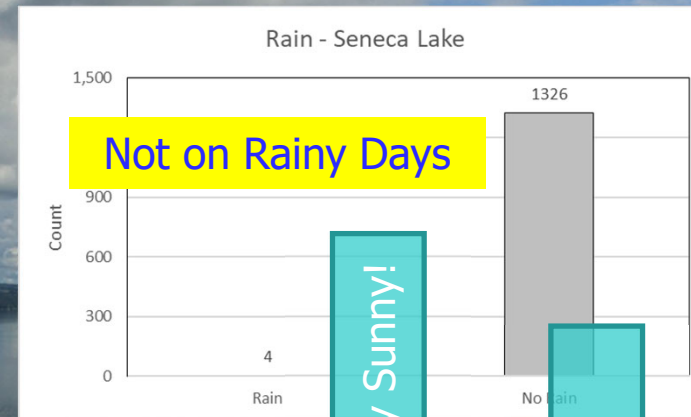 Rain - Seneca Lake
1,500
1326
Not on Rainy Days
900
Count
600
Sunny!
300
4
0
Rain
No